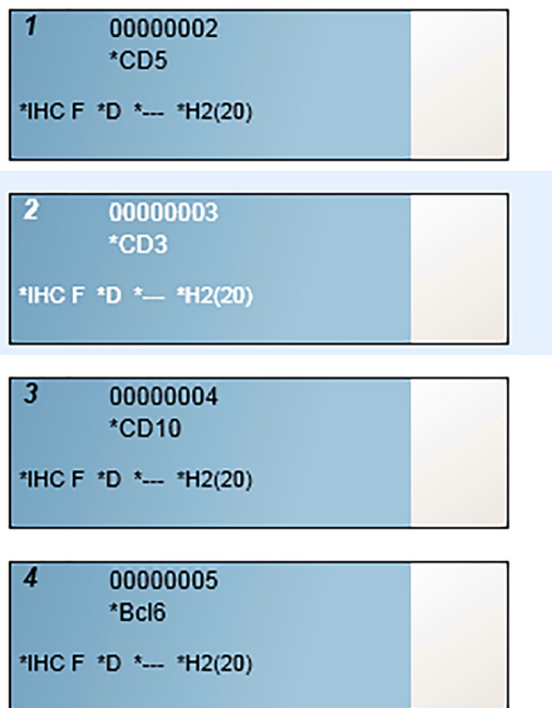 1 00000002
*CD5
*IHC F *D *--- *H2(20)
2 00000003
*CD3
*IHC F *D *--- *H2(20)
3 00000004
*CD10
*IHC F *D *--- *H2(20)
4 00000005
*Bcl6
*IHC F *D *--- *H2(20)